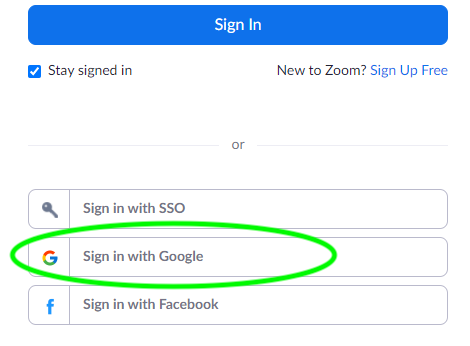 Sign In
Stay signed in New to Zoom? Sign Up Free
or
Sign in with SSO
Sign in with Google
Sign in with Facebook